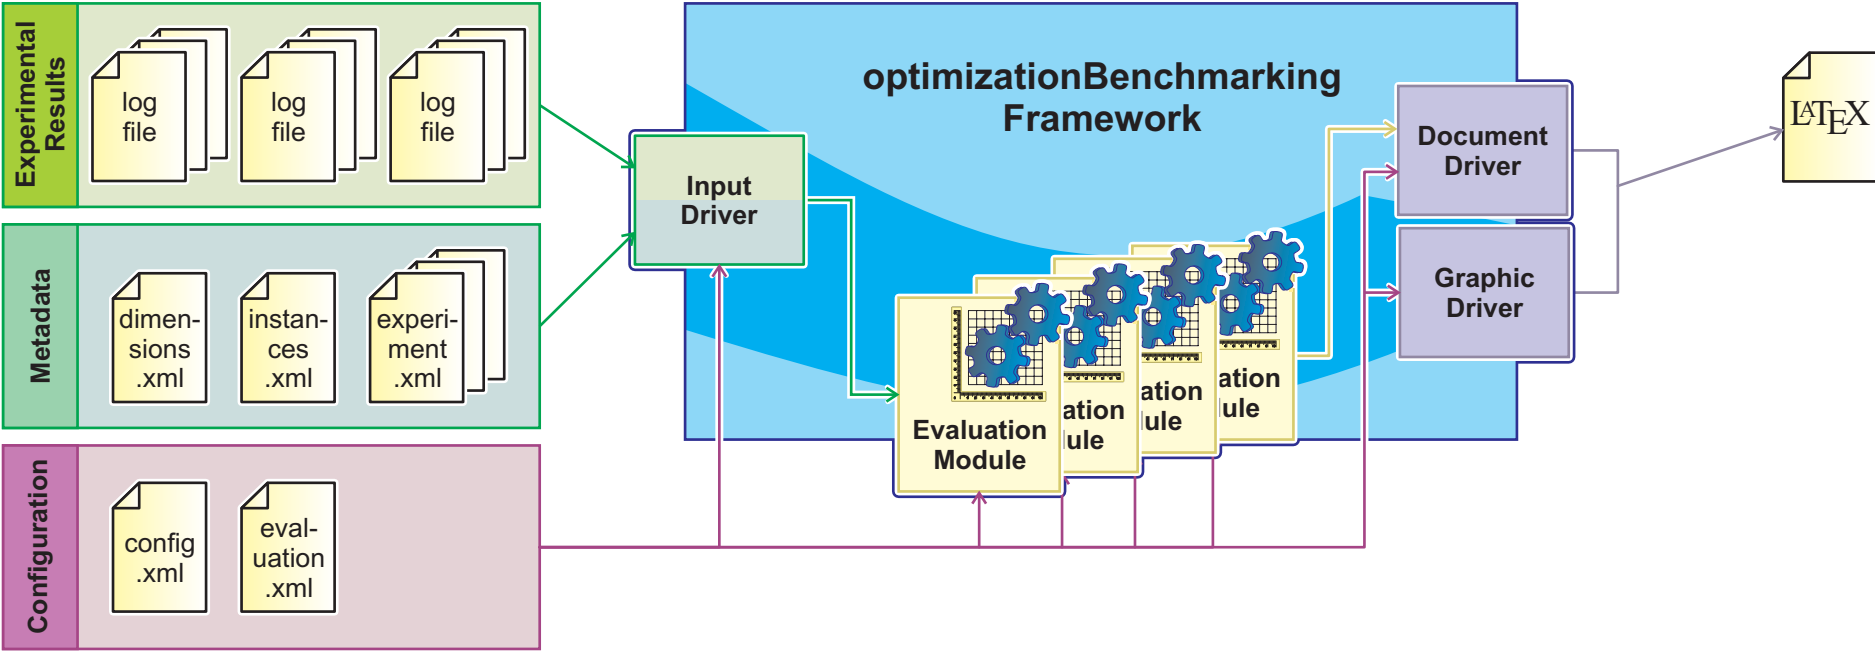 Experimental
Results
log
file
log
file
log
file
Metadata
dimen-
sions
.xml
instan-
ces
.xml
experi-
ment
.xml
Configuration
config
.xml
eval-
uation
.xml
optimizationBenchmarking
Framework
Input
Driver
Evaluation
Module
ation
lule
ation
lule
ation
lule
Document
Driver
Graphic
Driver
LATEX